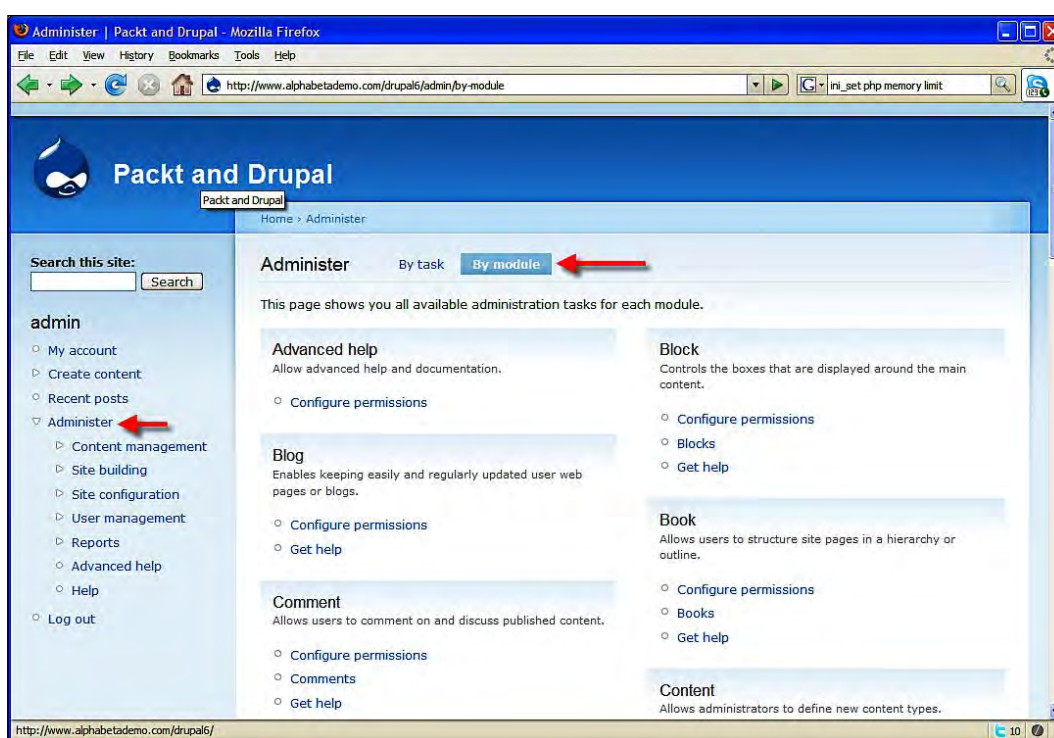 Administer | Packt and Drupal - Mozilla Firefox
File Edit View History Bookmarks Tools Help
http://www.alphabetademo.com/drupal6/admin/by-module
G ini_set php memory limit
Packt and Drupal
Packt and Drupal
Home › Administer
Search this site:
Search
admin
My account
Create content
Recent posts
Administer
Content management
Site building
Site configuration
User management
Reports
Advanced help
Help
Log out
Administer By task By module
This page shows you all available administration tasks for each module.
Advanced help
Allow advanced help and documentation.
Configure permissions
Blog
Enables keeping easily and regularly updated user web
pages or blogs.
Configure permissions
Get help
Comment
Allows users to comment on and discuss published content.
Configure permissions
Comments
Get help
Block
Controls the boxes that are displayed around the main
content.
Configure permissions
Blocks
Get help
Book
Allows users to structure site pages in a hierarchy or
outline.
Configure permissions
Books
Get help
Content
Allows administrators to define new content types.
http://www.alphabetademo.com/drupal6/
10